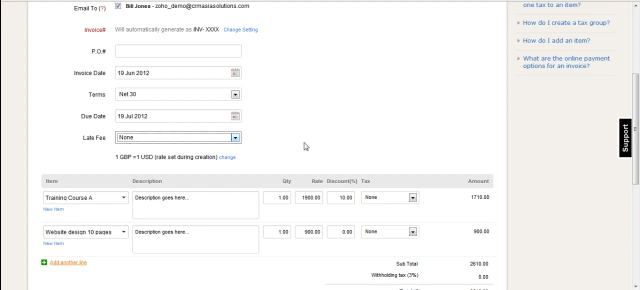 Email To (?) Bill Jones - zoho_demo@crmasiasolutions.com
Invoice# Will automatically generate as INV- XXXX Change Setting
P.O.#
Invoice Date 19 Jun 2012
Terms Net 30
Due Date 19 Jul 2012
Late Fee None
1 GBP =1 USD (rate set during creation) change
Item Description Qty Rate Discount(%) Tax Amount
Training Course A Description goes here... 1.00 1900.00 10.00 None 1710.00
New Item
Website design 10 pages Description goes here... 1.00 900.00 0.00 None 900.00
New Item
Add another line
Sub Total 2610.00
Withholding tax (3%) 0.00
one tax to an item?
How do I create a tax group?
How do I add an item?
What are the online payment
options for an invoice?
Support